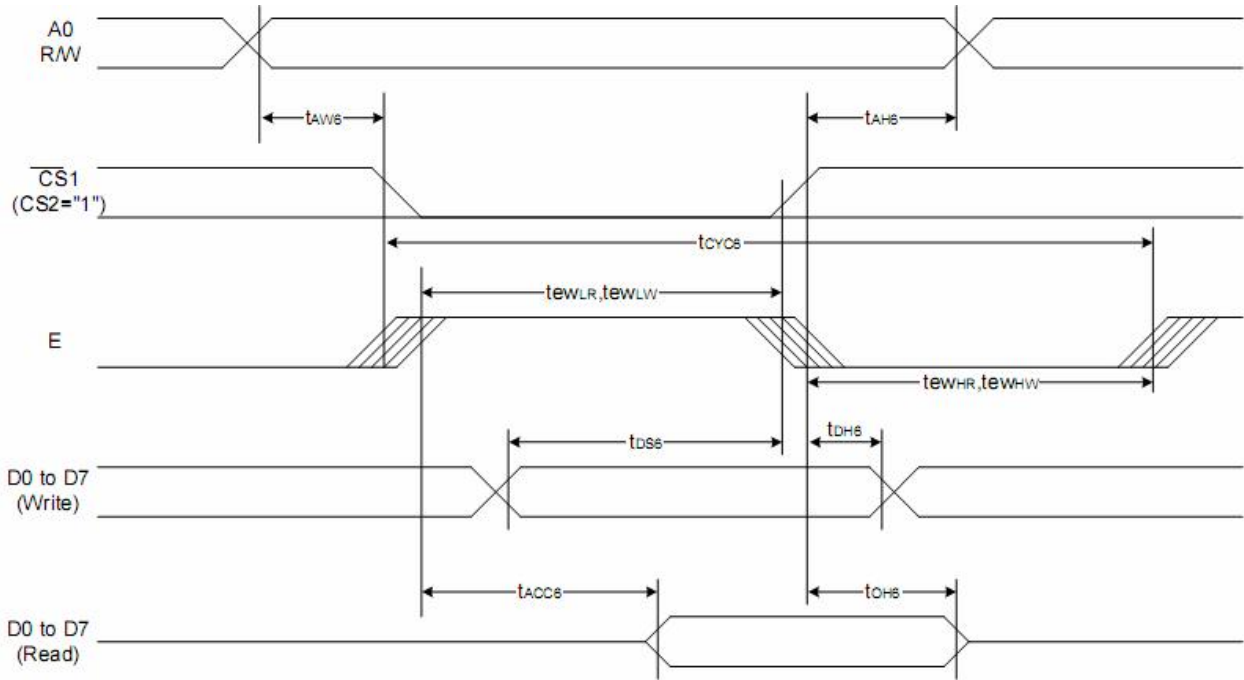 A0
R/W
tAW6
tAH6
CS1
(CS2="1")
tCYC6
tewLR,tewLW
E
tewHR,tewHW
tDS6
tDH6
D0 to D7
(Write)
tACC6
tOH6
D0 to D7
(Read)